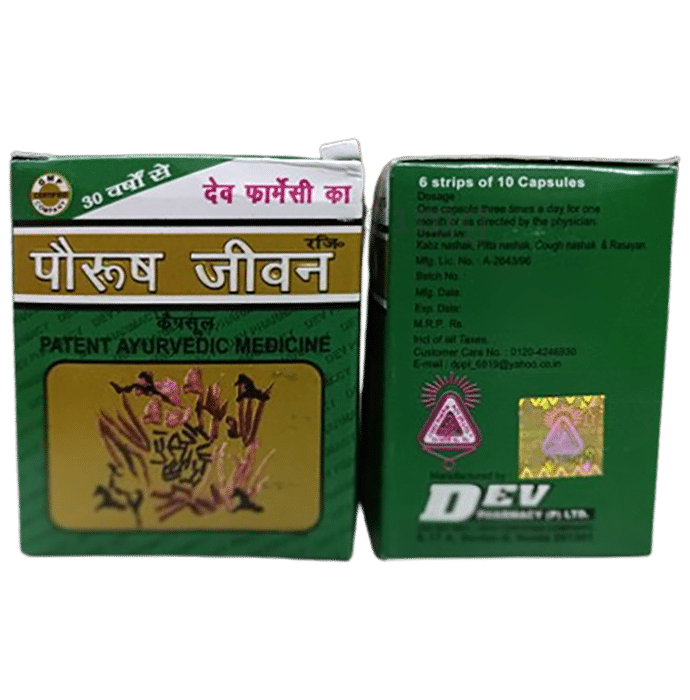 G.M.P.
CERTIFIED
COMPANY
30 वर्षों से
देव फार्मेसी का
रजि॰
पौरूष जीवन
कैप्सूल
PATENT AYURVEDIC MEDICINE
6 strips of 10 Capsules
Dosage
One capsule three times a day for one
month or as directed by the physician.
Useful in:
Kabz nashak, Pitta nashak, Cough nashak & Rasayan.
Mfg. Lic. No. : A-2643/96
Batch No. :
Mfg. Date:
Exp. Date:
M.R.P. Rs.
Incl of all Taxes.
Customer Care No. : 0120-4246930
E-mail : dppl_6819@yahoo.co.in
Manufactured by:
DEV
PHARMACY (P) LTD.